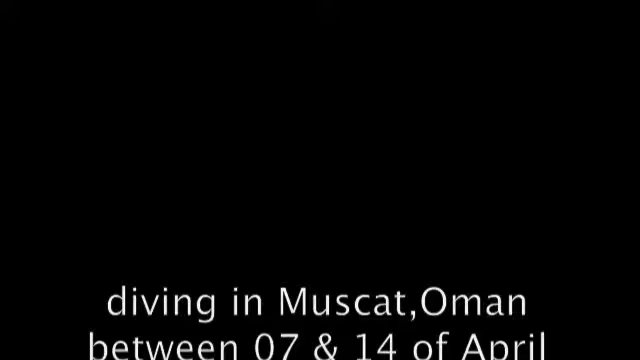 diving in Muscat,Oman
between 07 & 14 of April